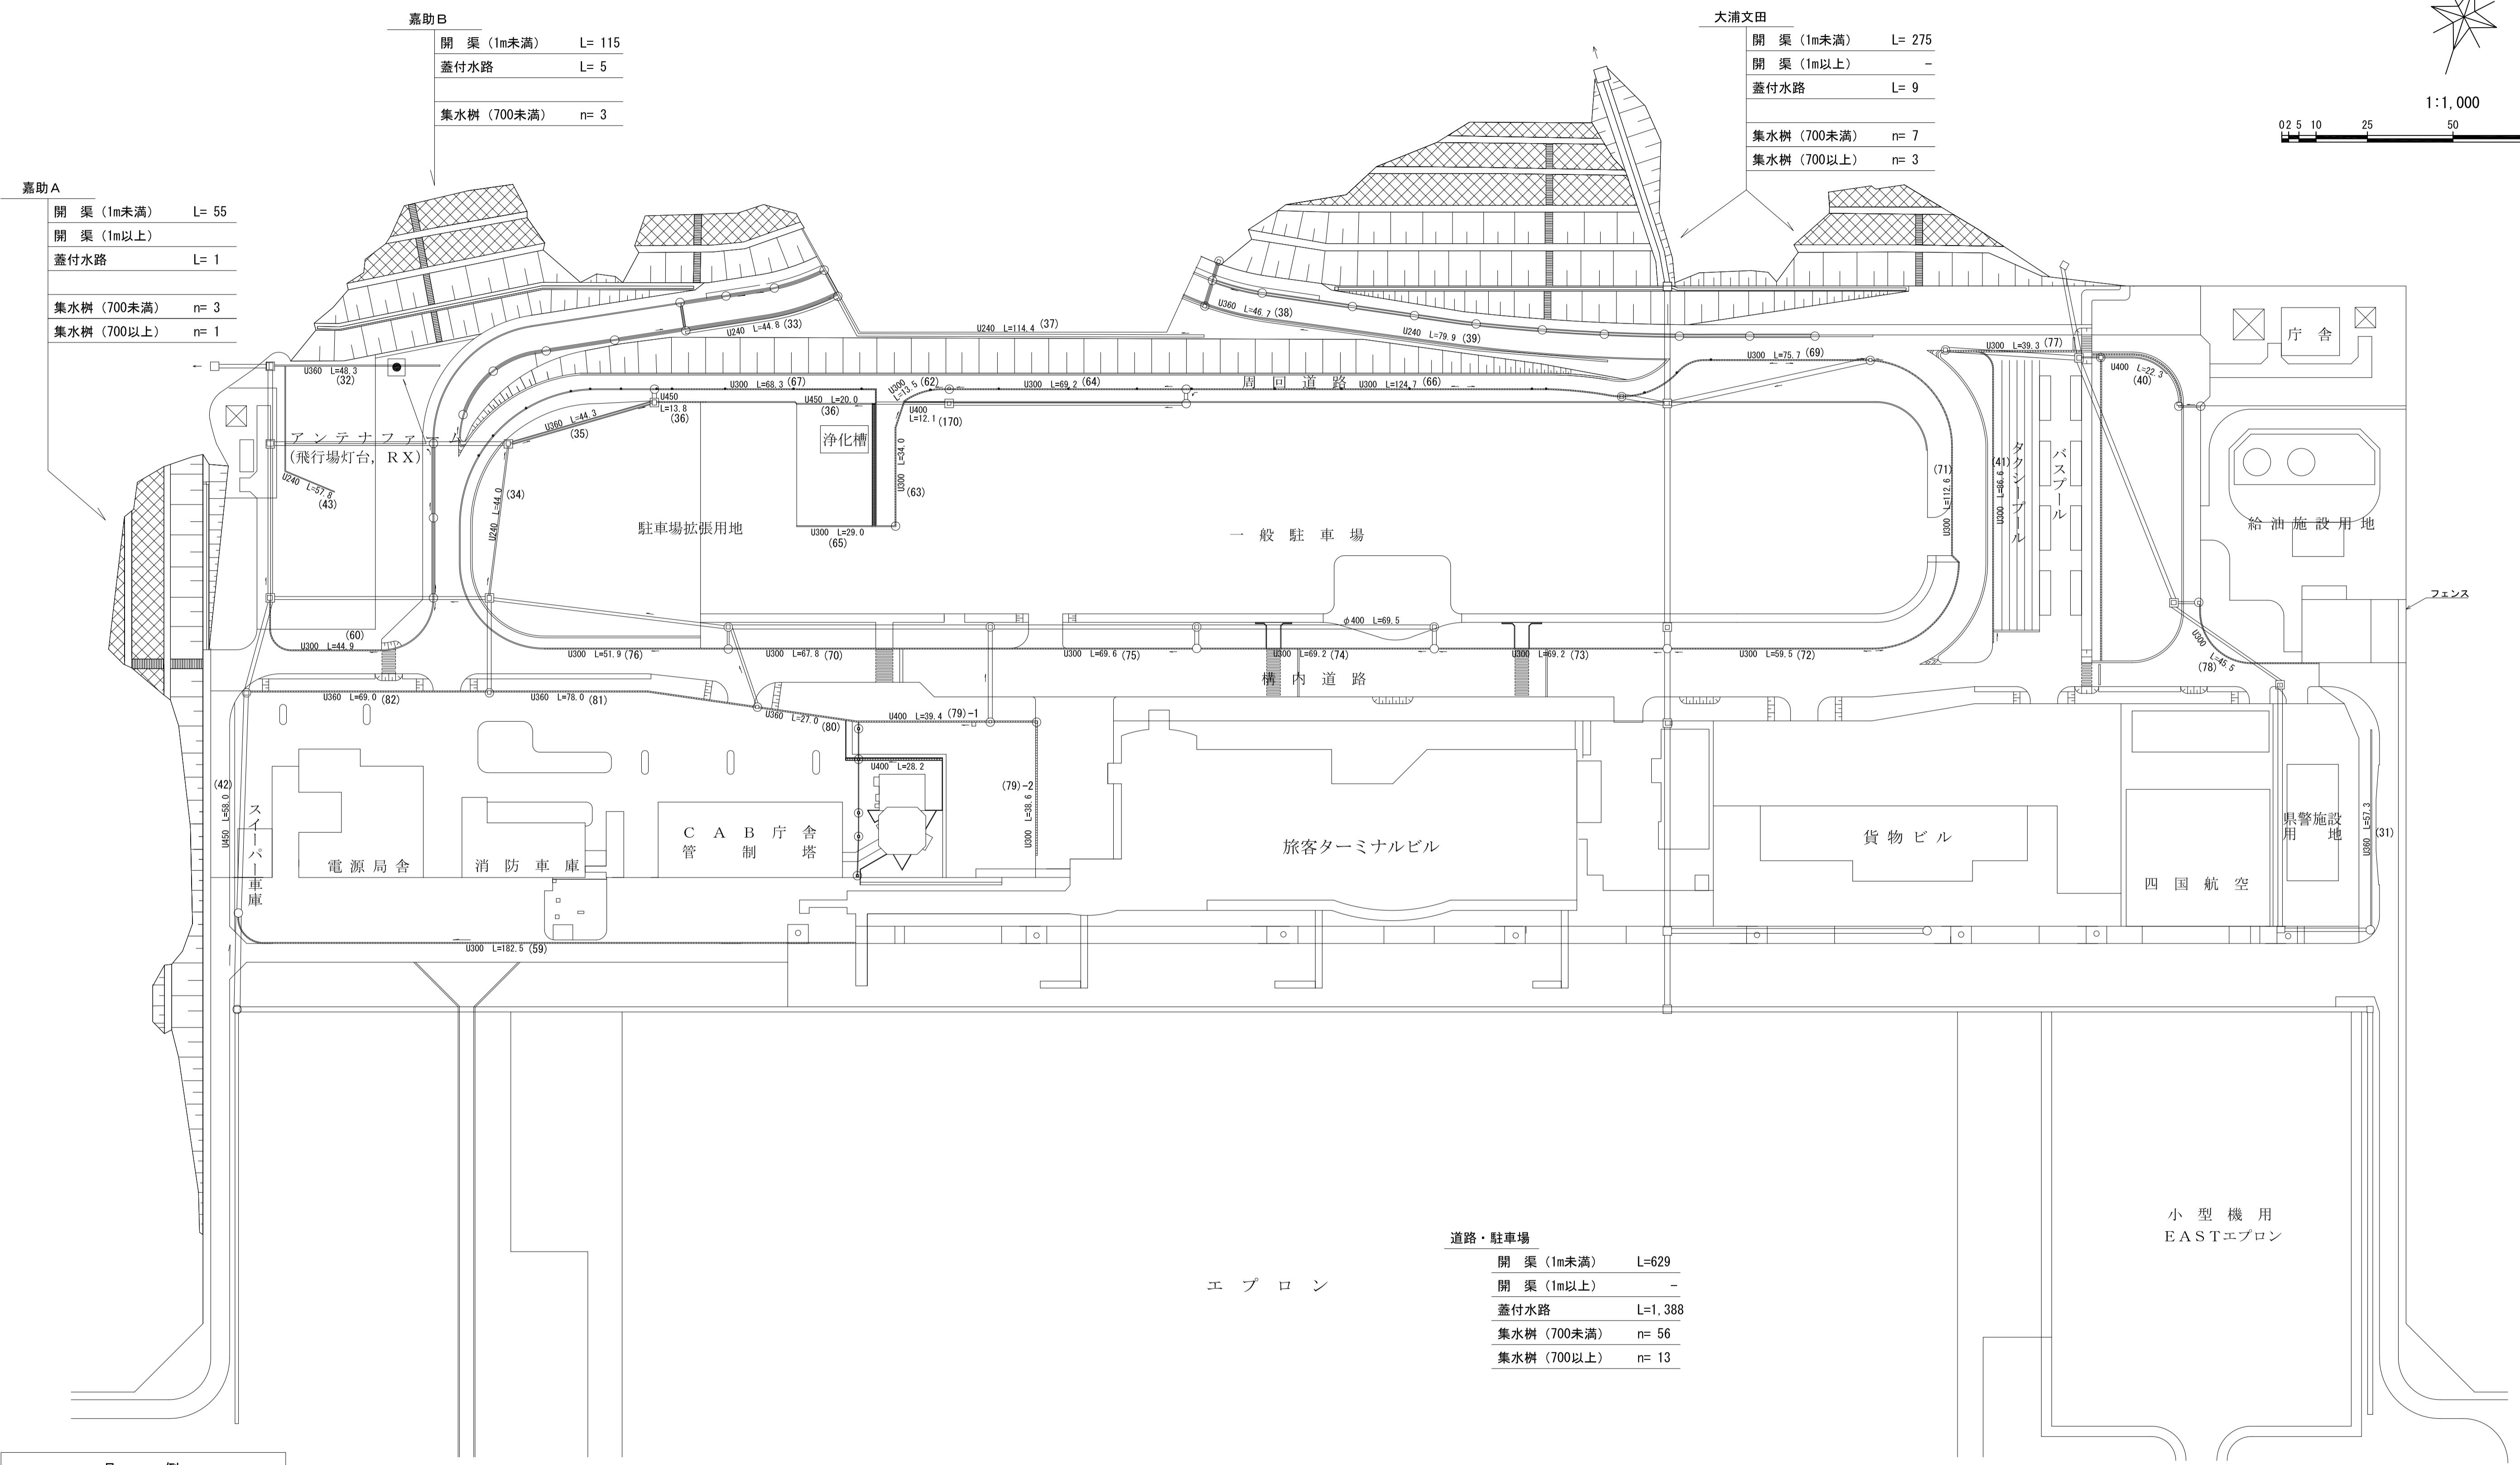 嘉助Ｂ
開　渠（1m未満）　L= 115
蓋付水路　L= 5
集水桝（700未満）　n= 3
大浦文田
開　渠（1m未満）　L= 275
開　渠（1m以上）　－
蓋付水路　L= 9
集水桝（700未満）　n= 7
集水桝（700以上）　n= 3
1:1,000
0 2 5 10 25 50
嘉助Ａ
開　渠（1m未満）　L= 55
開　渠（1m以上）
蓋付水路　L= 1
集水桝（700未満）　n= 3
集水桝（700以上）　n= 1
U240 L=44.8 (33)
U240 L=114.4 (37)
U360 L=46.7 (38)
U240 L=79.9 (39)
U300 L=75.7 (69)
U300 L=39.3 (77)
庁　舎
U400 L=22.3
(40)
U360 L=48.3
(32)
U300 L=68.3 (67)
U300 L=13.5 (62)
U300 L=69.2 (64)
周　回　道　路
U300 L=124.7 (66)
U450
L=13.8
(36)
U450 L=20.0
(36)
U400
L=12.1 (170)
U360 L=44.3
(35)
浄化槽
アンテナファーム
(飛行場灯台，ＲＸ)
U240 L=57.8
(43)
U240 L=44.0 (34)
U300 L=34.0
(63)
U300 L=29.0
(65)
駐車場拡張用地
一　般　駐　車　場
(71)
U300 L=112.6
(41)
U300 L=86.6
タクシープール
バスプール
給油施設用地
フェンス
(60)
U300 L=44.9
U300 L=51.9 (76)
U300 L=67.8 (70)
φ400 L=69.5
U300 L=69.6 (75)
U300 L=69.2 (74)
U300 L=69.2 (73)
U300 L=59.5 (72)
U300 L=45.5
(78)
構　内　道　路
U360 L=69.0 (82)
U360 L=78.0 (81)
U360 L=27.0 (80)
U400 L=39.4 (79)-1
U400 L=28.2
(79)-2
U300 L=38.6
(42)
U450 L=58.0
スイーパー車庫
電源局舎
消　防　車　庫
ＣＡＢ庁舎
管　制　塔
旅客ターミナルビル
貨物ビル
四国航空
県警施設
用　　地
U360 L=57.3
(31)
U300 L=182.5 (59)
小型機用
ＥＡＳＴエプロン
エプロン
道路・駐車場
開　渠（1m未満）　L=629
開　渠（1m以上）　－
蓋付水路　L=1,388
集水桝（700未満）　n= 56
集水桝（700以上）　n= 13